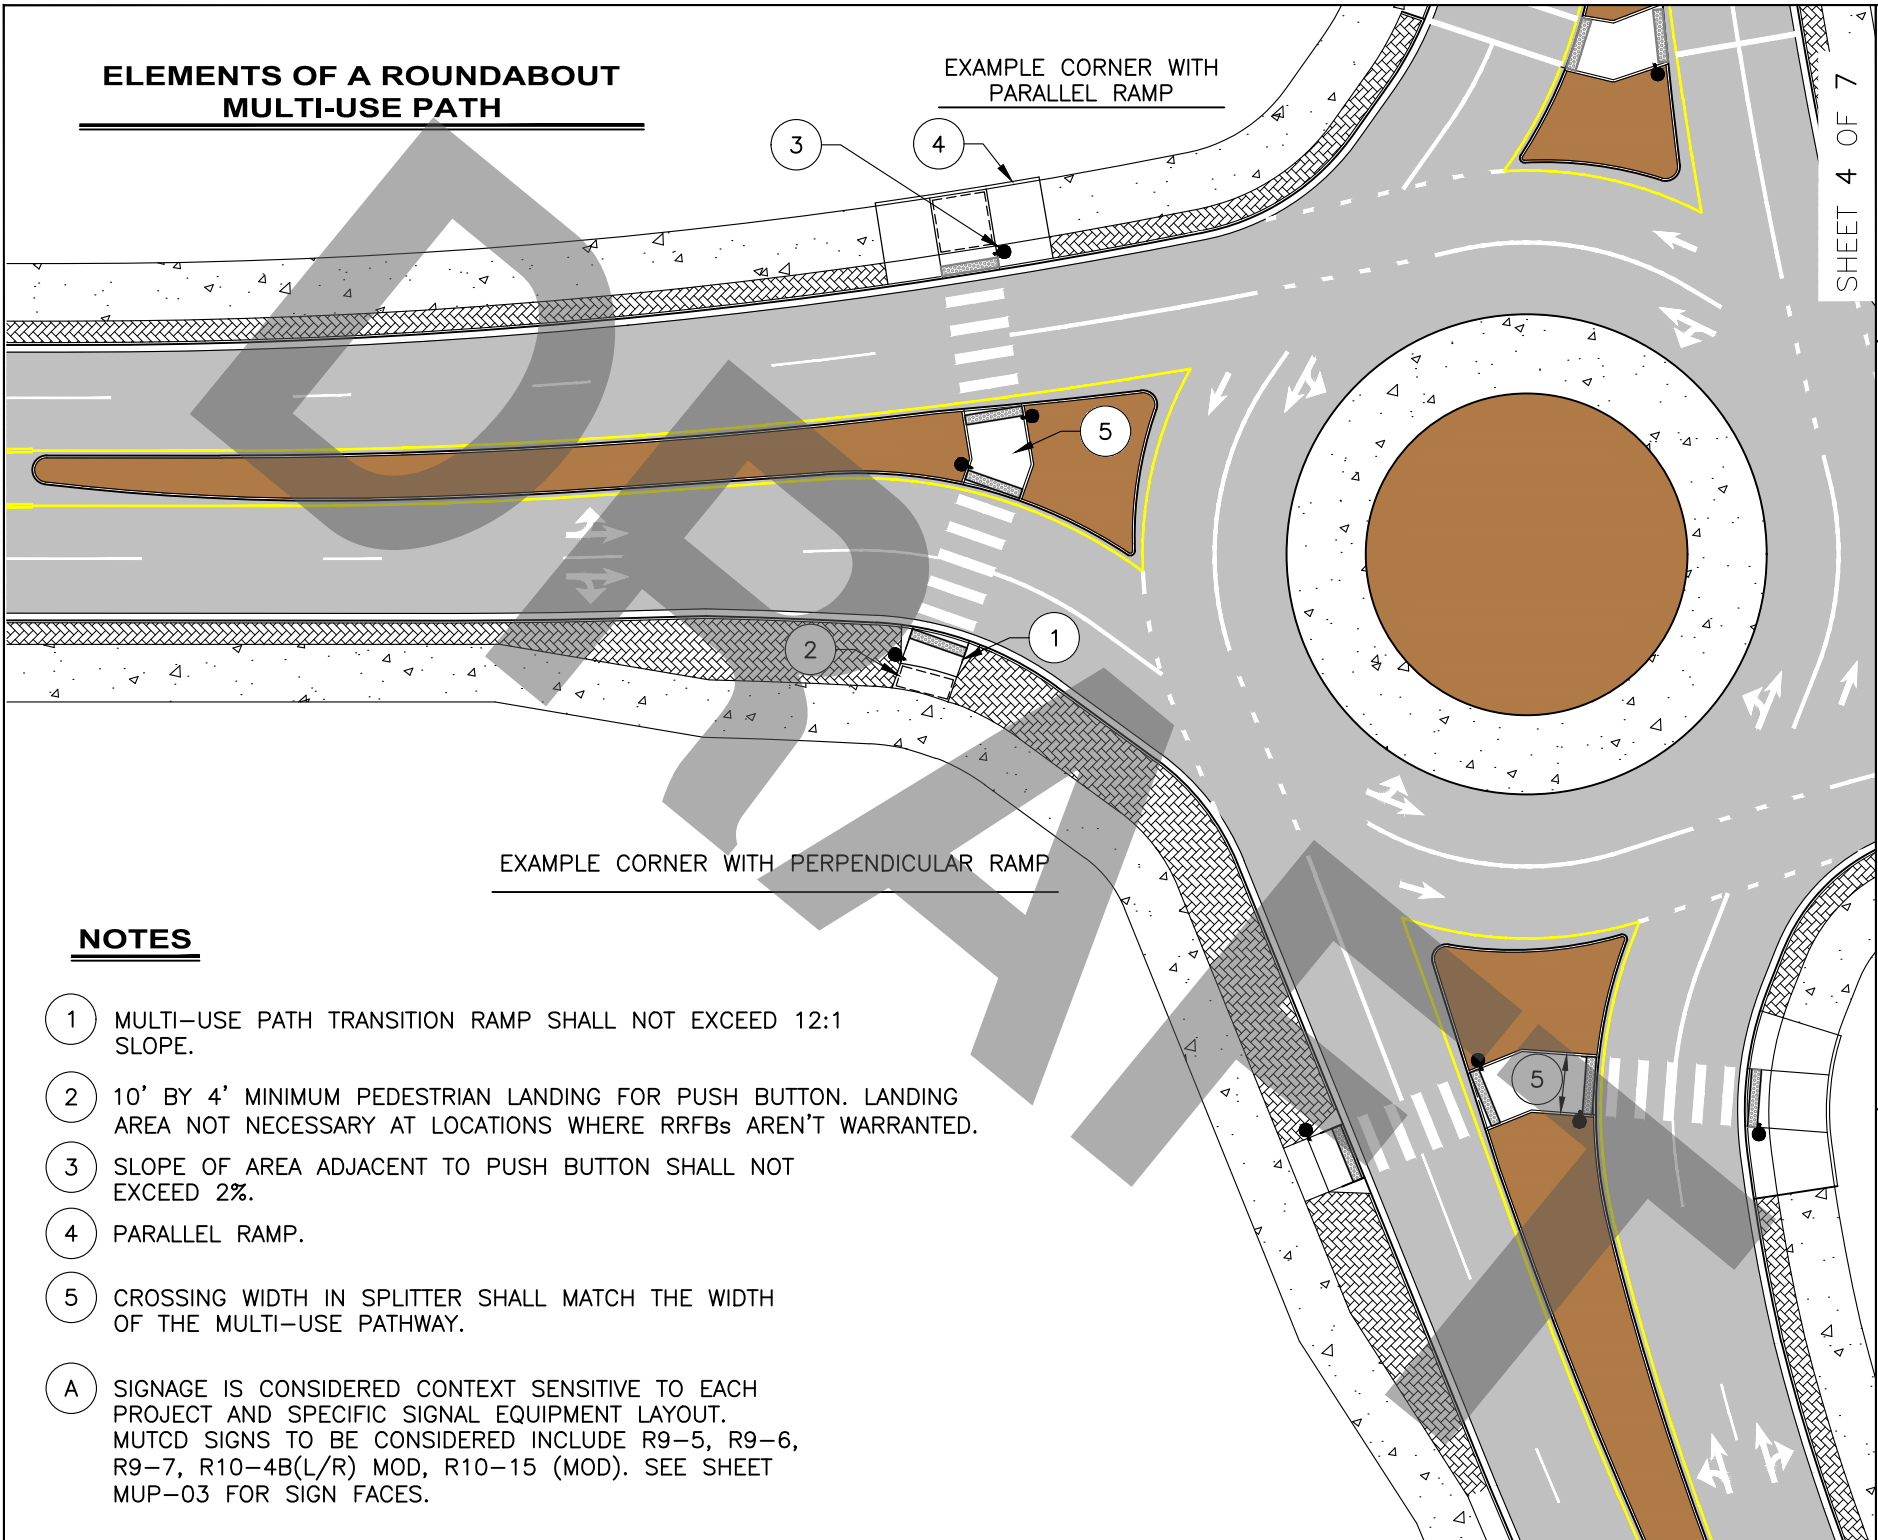 ELEMENTS OF A ROUNDABOUT
MULTI-USE PATH
EXAMPLE CORNER WITH
PARALLEL RAMP
SHEET 4 OF 7
3
4
5
2
1
EXAMPLE CORNER WITH PERPENDICULAR RAMP
5
DRAFT
NOTES
1 MULTI-USE PATH TRANSITION RAMP SHALL NOT EXCEED 12:1
SLOPE.
2 10' BY 4' MINIMUM PEDESTRIAN LANDING FOR PUSH BUTTON. LANDING
AREA NOT NECESSARY AT LOCATIONS WHERE RRFBs AREN'T WARRANTED.
3 SLOPE OF AREA ADJACENT TO PUSH BUTTON SHALL NOT
EXCEED 2%.
4 PARALLEL RAMP.
5 CROSSING WIDTH IN SPLITTER SHALL MATCH THE WIDTH
OF THE MULTI-USE PATHWAY.
A SIGNAGE IS CONSIDERED CONTEXT SENSITIVE TO EACH
PROJECT AND SPECIFIC SIGNAL EQUIPMENT LAYOUT.
MUTCD SIGNS TO BE CONSIDERED INCLUDE R9-5, R9-6,
R9-7, R10-4B(L/R) MOD, R10-15 (MOD). SEE SHEET
MUP-03 FOR SIGN FACES.